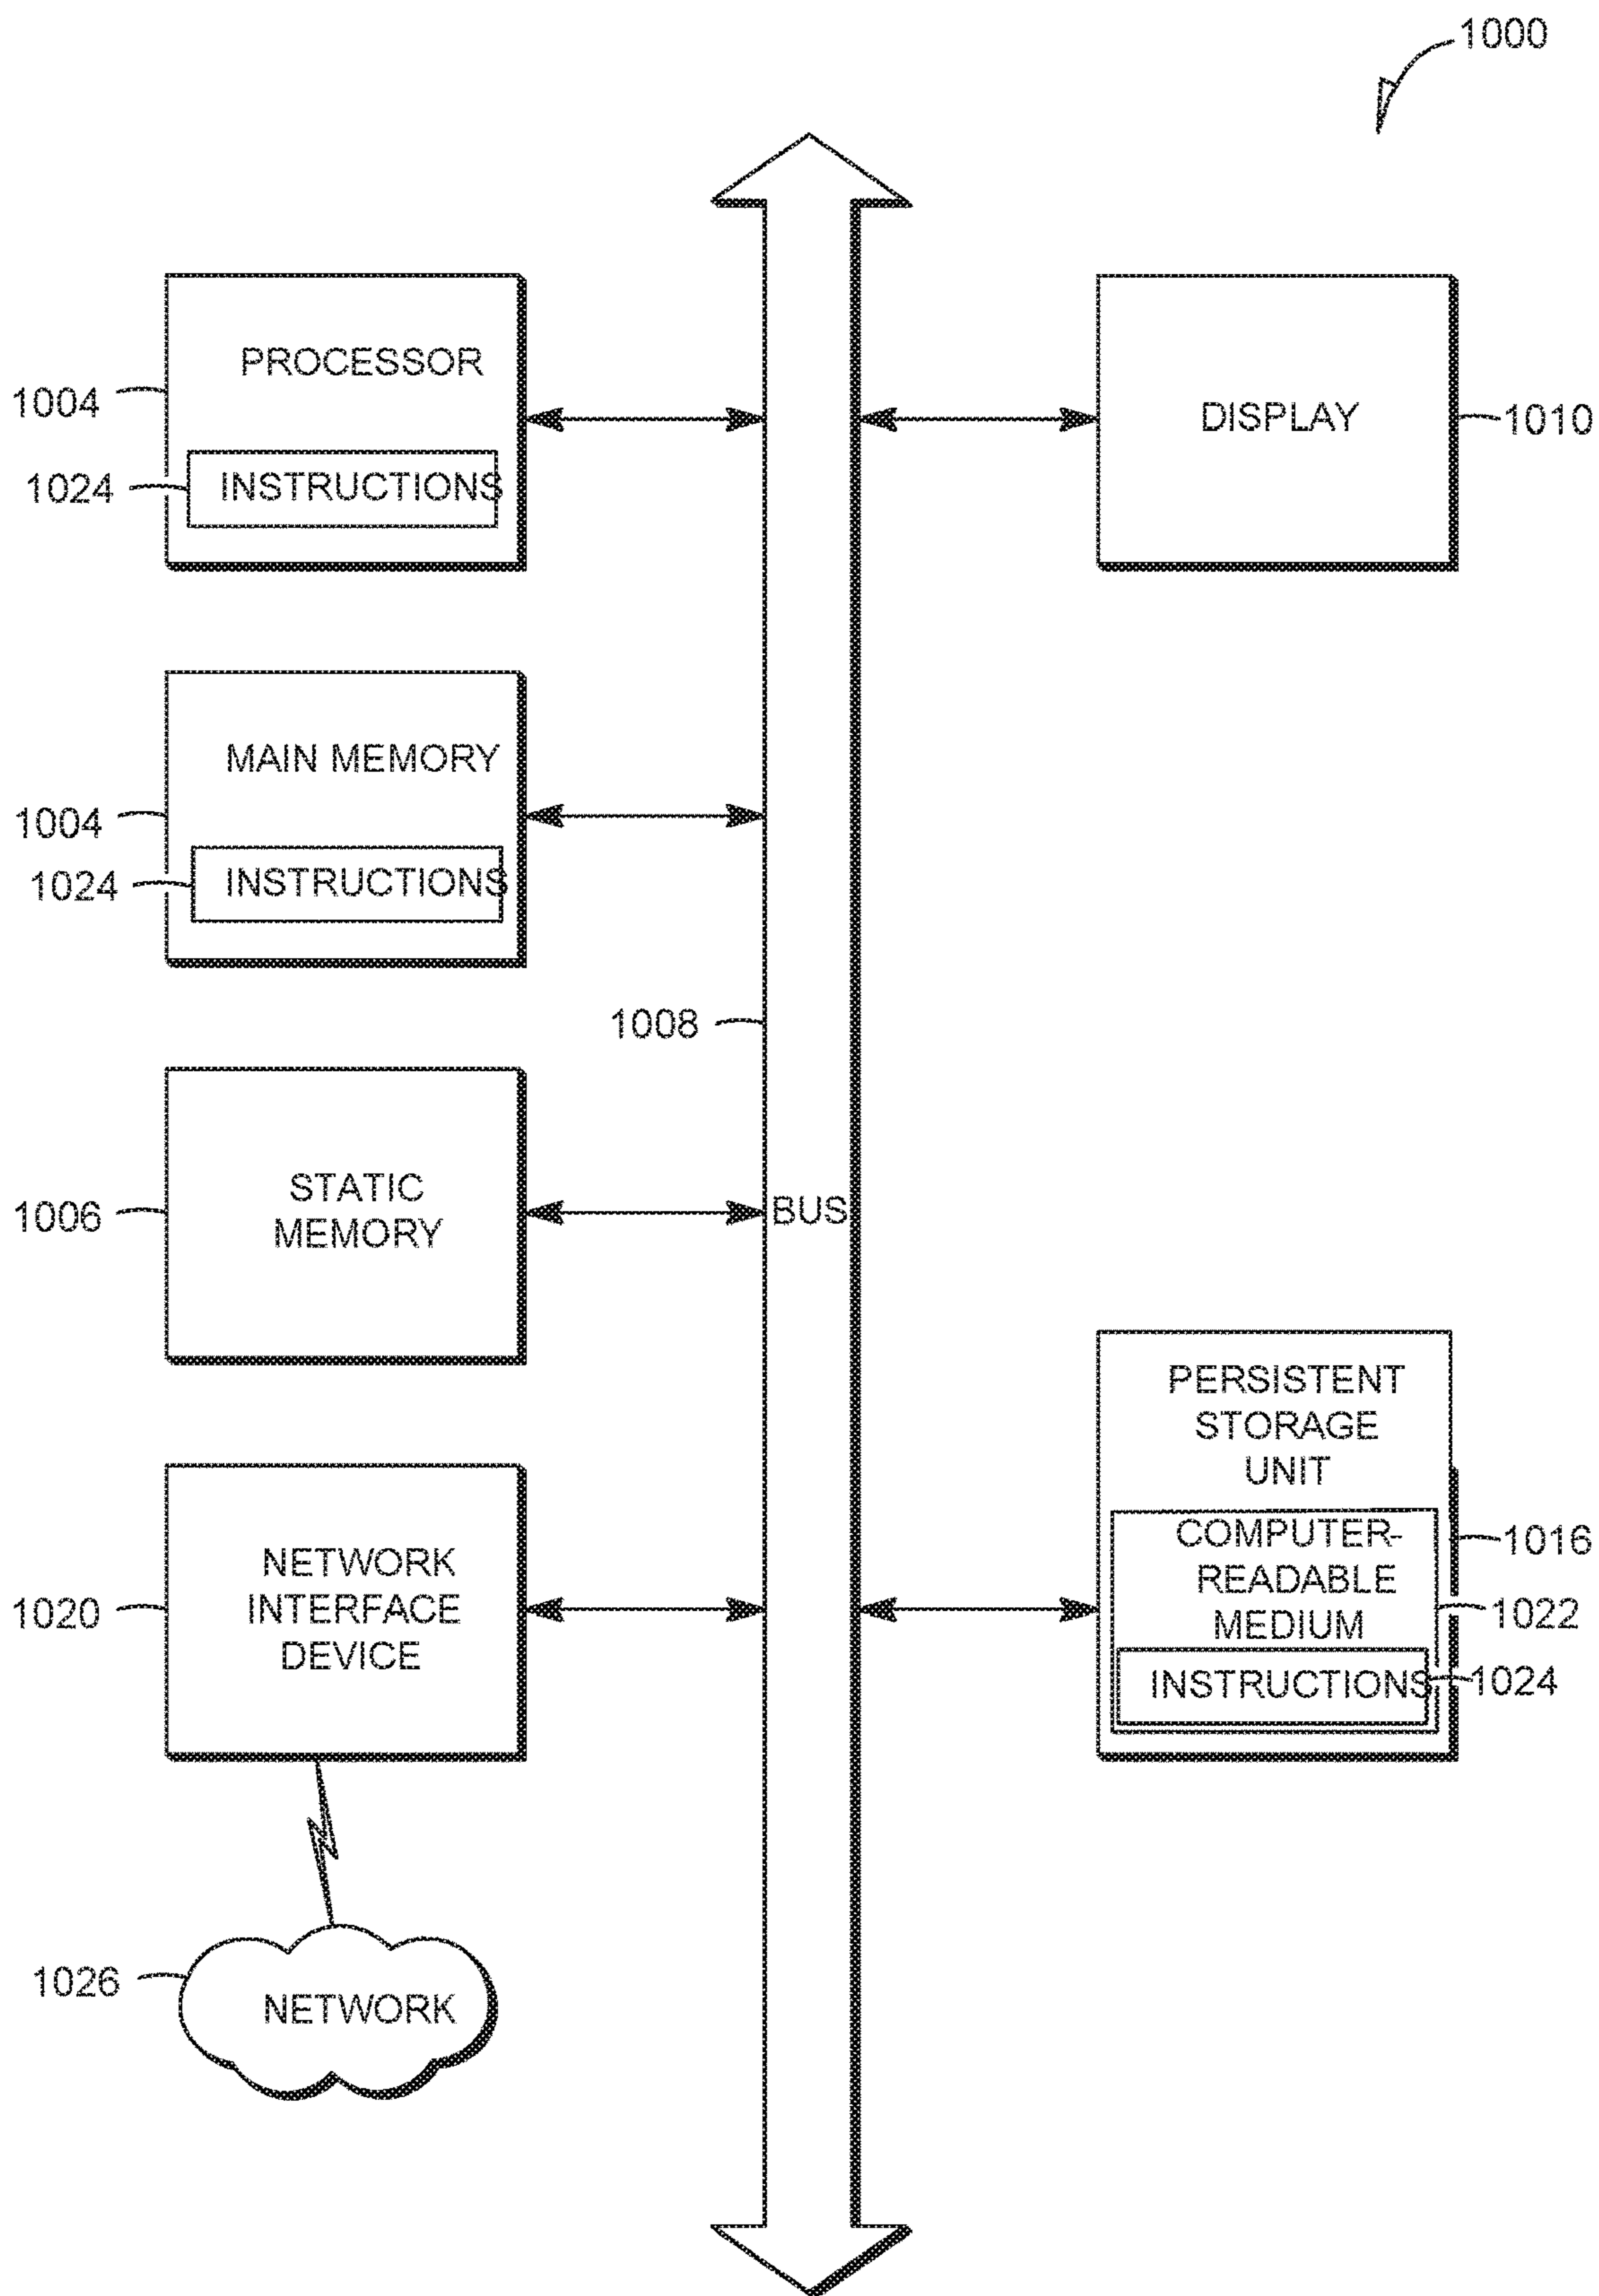 1000
PROCESSOR
1004
1024
INSTRUCTIONS
DISPLAY
1010
MAIN MEMORY
1004
1024
INSTRUCTIONS
1008
STATIC
MEMORY
1006
BUS
PERSISTENT
STORAGE
UNIT
COMPUTER-
READABLE
MEDIUM
INSTRUCTIONS
1016
1022
1024
NETWORK
INTERFACE
DEVICE
1020
1026
NETWORK